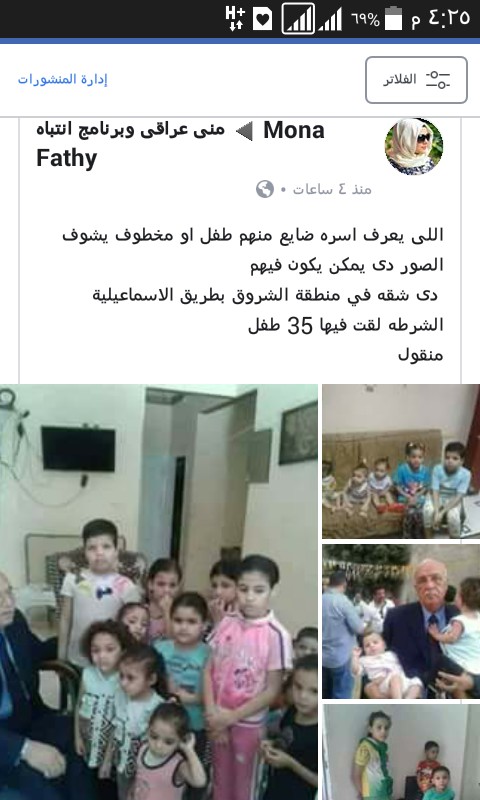 H+ ٦٩% ٤:٢٥ م
الفلاتر إدارة المنشورات
Mona Fathy ◀ منى عراقى وبرنامج انتباه
منذ ٤ ساعات
اللى يعرف اسره ضايع منهم طفل او مخطوف يشوف
الصور دى يمكن يكون فيهم
دى شقه في منطقة الشروق بطريق الاسماعيلية
الشرطه لقت فيها 35 طفل
منقول